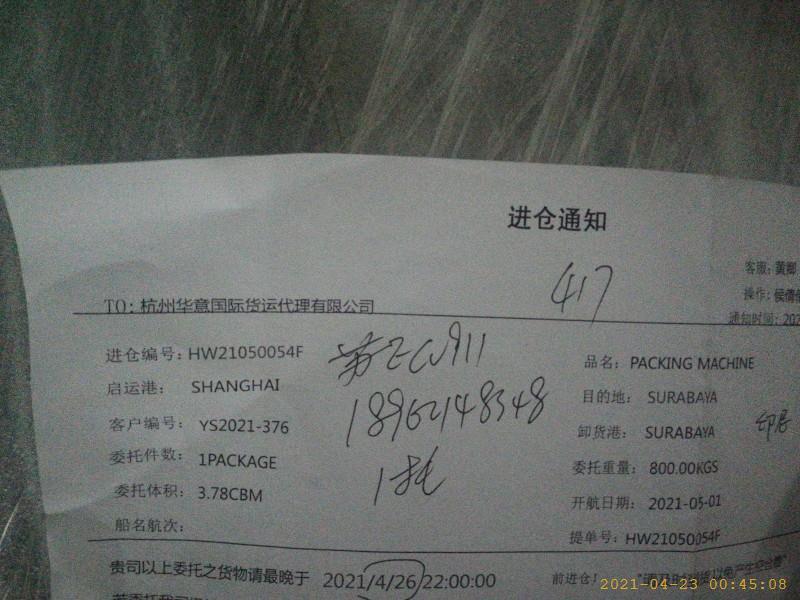 进仓通知
417
客服：黄卿
TO：杭州华意国际货运代理有限公司
操作：侯倩倩
通知时间：202
进仓编号：HW21050054F
品名：PACKING MACHINE
启运港：SHANGHAI
目的地：SURABAYA
18962148348
客户编号：YS2021-376
卸货港：SURABAYA 印尼
委托件数：1PACKAGE
1托
委托重量：800.00KGS
委托体积：3.78CBM
开航日期：2021-05-01
船名航次：
提单号：HW21050054F
贵司以上委托之货物请最晚于 2021/4/26 22:00:00 前进仓！
2021-04-23 00:45:08